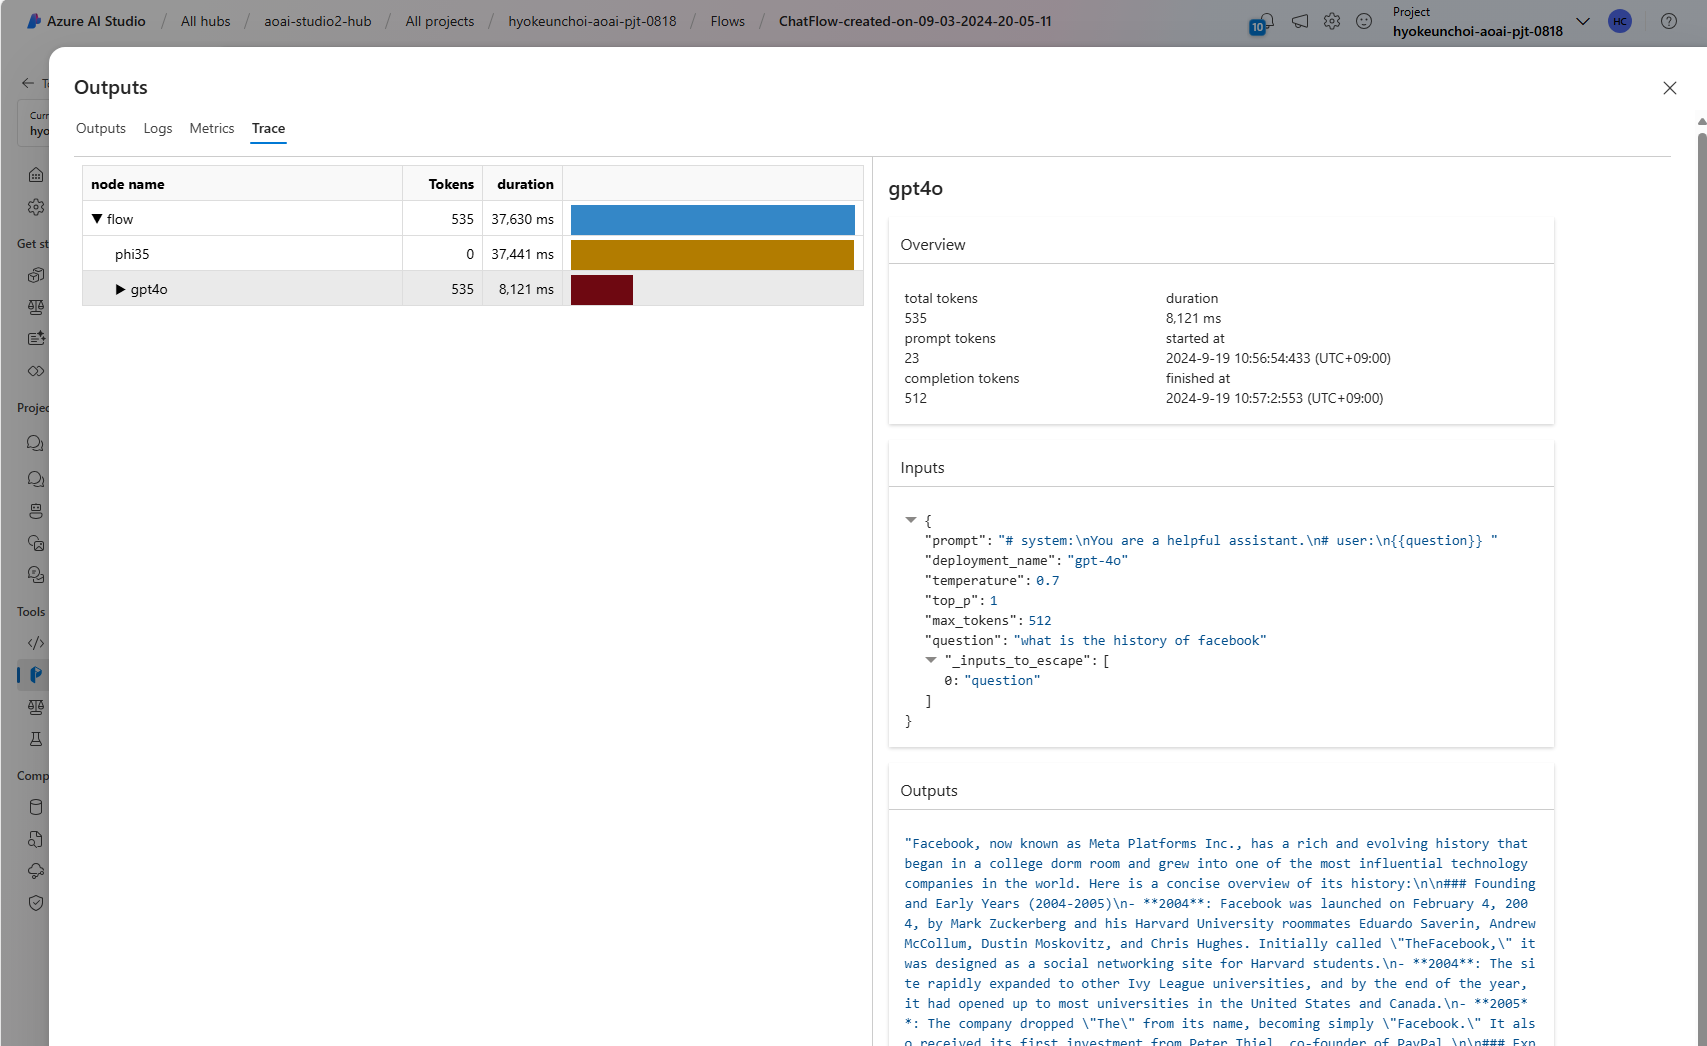 Azure AI Studio / All hubs / aoai-studio2-hub / All projects / hyokeunchoi-aoai-pjt-0818 / Flows / ChatFlow-created-on-09-03-2024-20-05-11
10
Project
hyokeunchoi-aoai-pjt-0818
HC
Curr
hyo
Get st
Projec
Tools
Comp
Outputs
Outputs Logs Metrics Trace
node name Tokens duration
flow 535 37,630 ms
phi35 0 37,441 ms
gpt4o 535 8,121 ms
gpt4o
Overview
total tokens duration
535 8,121 ms
prompt tokens started at
23 2024-9-19 10:56:54:433 (UTC+09:00)
completion tokens finished at
512 2024-9-19 10:57:2:553 (UTC+09:00)
Inputs
{
"prompt": "# system:\nYou are a helpful assistant.\n# user:\n{{question}} "
"deployment_name": "gpt-4o"
"temperature": 0.7
"top_p": 1
"max_tokens": 512
"question": "what is the history of facebook"
"_inputs_to_escape": [
0: "question"
]
}
Outputs
"Facebook, now known as Meta Platforms Inc., has a rich and evolving history that
began in a college dorm room and grew into one of the most influential technology
companies in the world. Here is a concise overview of its history:\n\n### Founding
and Early Years (2004-2005)\n- **2004**: Facebook was launched on February 4, 200
4, by Mark Zuckerberg and his Harvard University roommates Eduardo Saverin, Andrew
McCollum, Dustin Moskovitz, and Chris Hughes. Initially called \"TheFacebook,\" it
was designed as a social networking site for Harvard students.\n- **2004**: The si
te rapidly expanded to other Ivy League universities, and by the end of the year,
it had opened up to most universities in the United States and Canada.\n- **2005*
*: The company dropped \"The\" from its name, becoming simply \"Facebook.\" It als
o received its first investment from Peter Thiel, co-founder of PayPal.\n\n### Exp